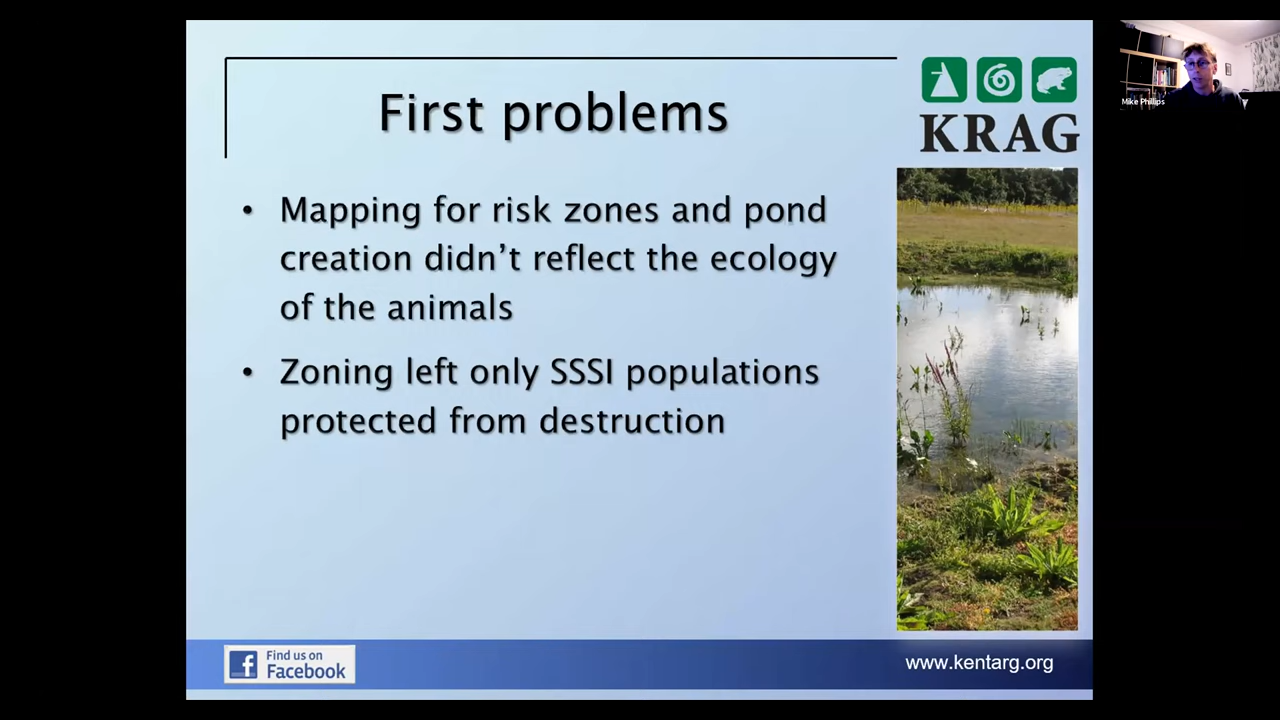 First problems
KRAG
Mike Phillips
• Mapping for risk zones and pond
creation didn’t reflect the ecology
of the animals
• Zoning left only SSSI populations
protected from destruction
Find us on
Facebook
www.kentarg.org